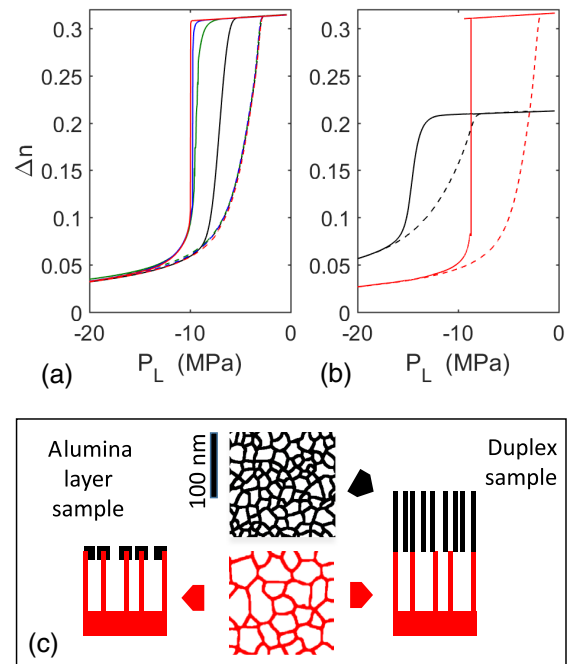 0.3
0.25
0.2
0.15
0.1
0.05
0
Δn
-20 -10 0
P_L (MPa)
(a)
-20 -10 0
P_L (MPa)
(b)
Alumina
layer
sample
100 nm
Duplex
sample
(c)